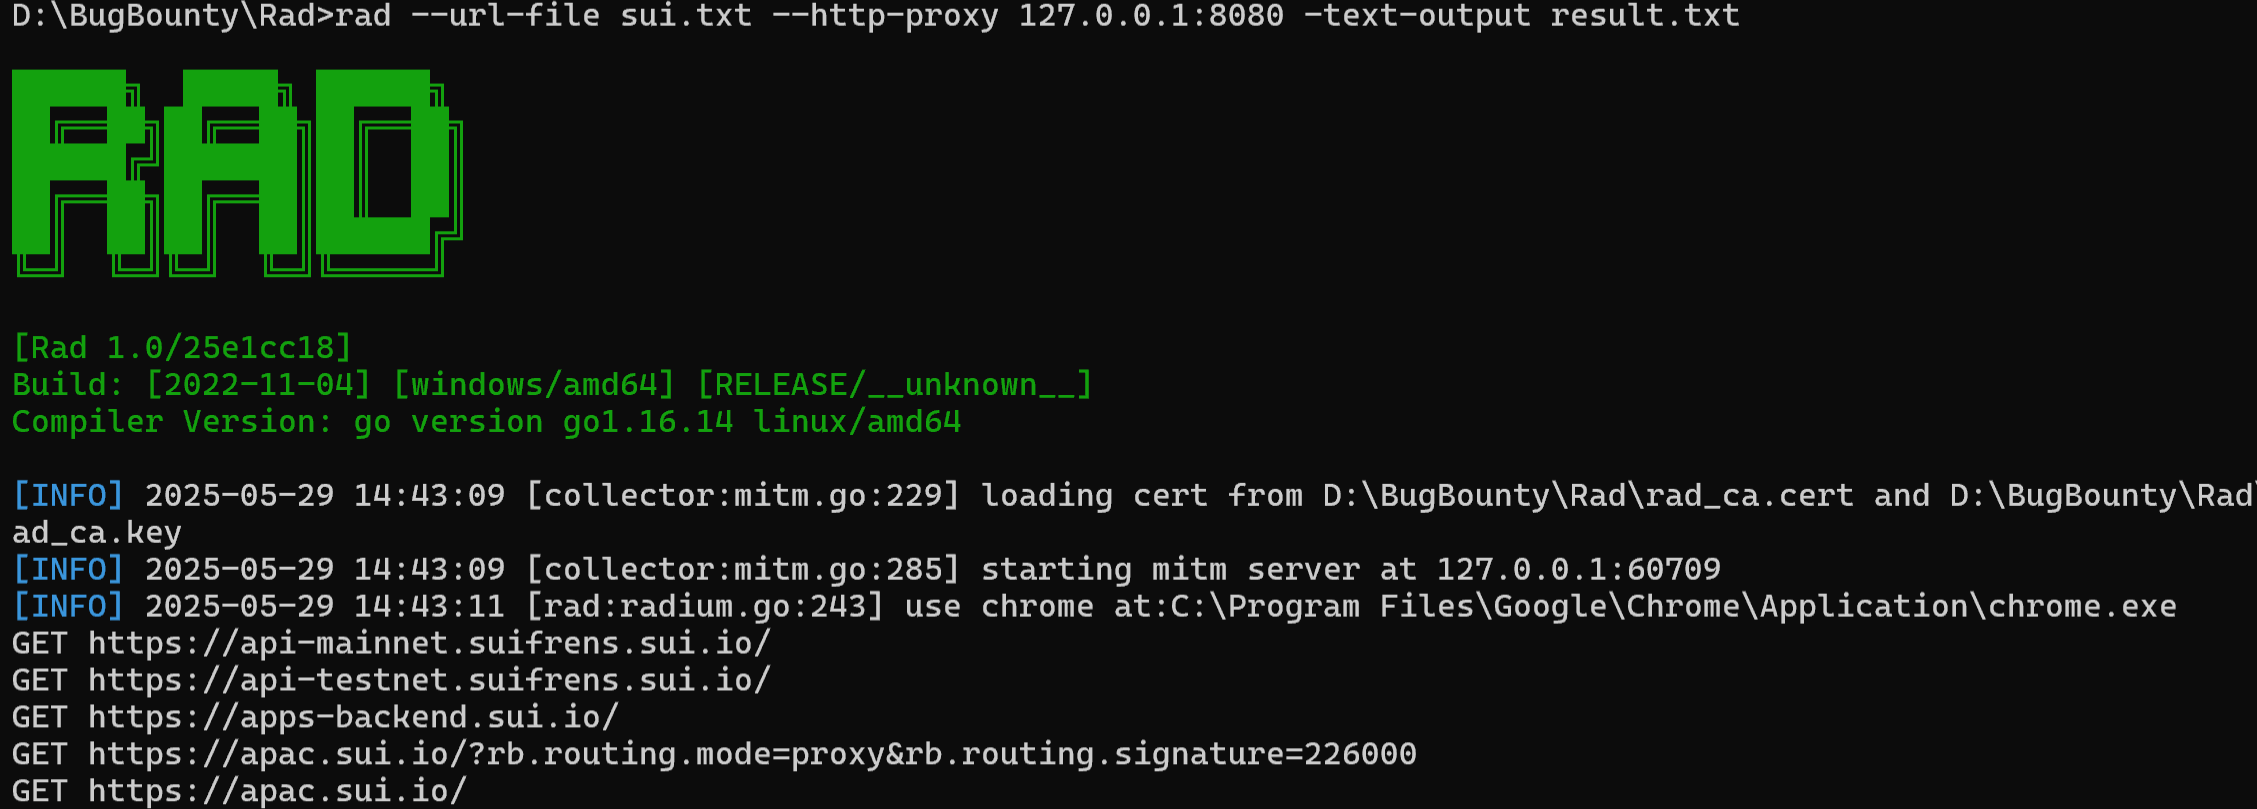 D:\BugBounty\Rad>rad --url-file sui.txt --http-proxy 127.0.0.1:8080 -text-output result.txt
RAD
[Rad 1.0/25e1cc18]
Build: [2022-11-04] [windows/amd64] [RELEASE/__unknown__]
Compiler Version: go version go1.16.14 linux/amd64
[INFO] 2025-05-29 14:43:09 [collector:mitm.go:229] loading cert from D:\BugBounty\Rad\rad_ca.cert and D:\BugBounty\Rad\
ad_ca.key
[INFO] 2025-05-29 14:43:09 [collector:mitm.go:285] starting mitm server at 127.0.0.1:60709
[INFO] 2025-05-29 14:43:11 [rad:radium.go:243] use chrome at:C:\Program Files\Google\Chrome\Application\chrome.exe
GET https://api-mainnet.suifrens.sui.io/
GET https://api-testnet.suifrens.sui.io/
GET https://apps-backend.sui.io/
GET https://apac.sui.io/?rb.routing.mode=proxy&rb.routing.signature=226000
GET https://apac.sui.io/